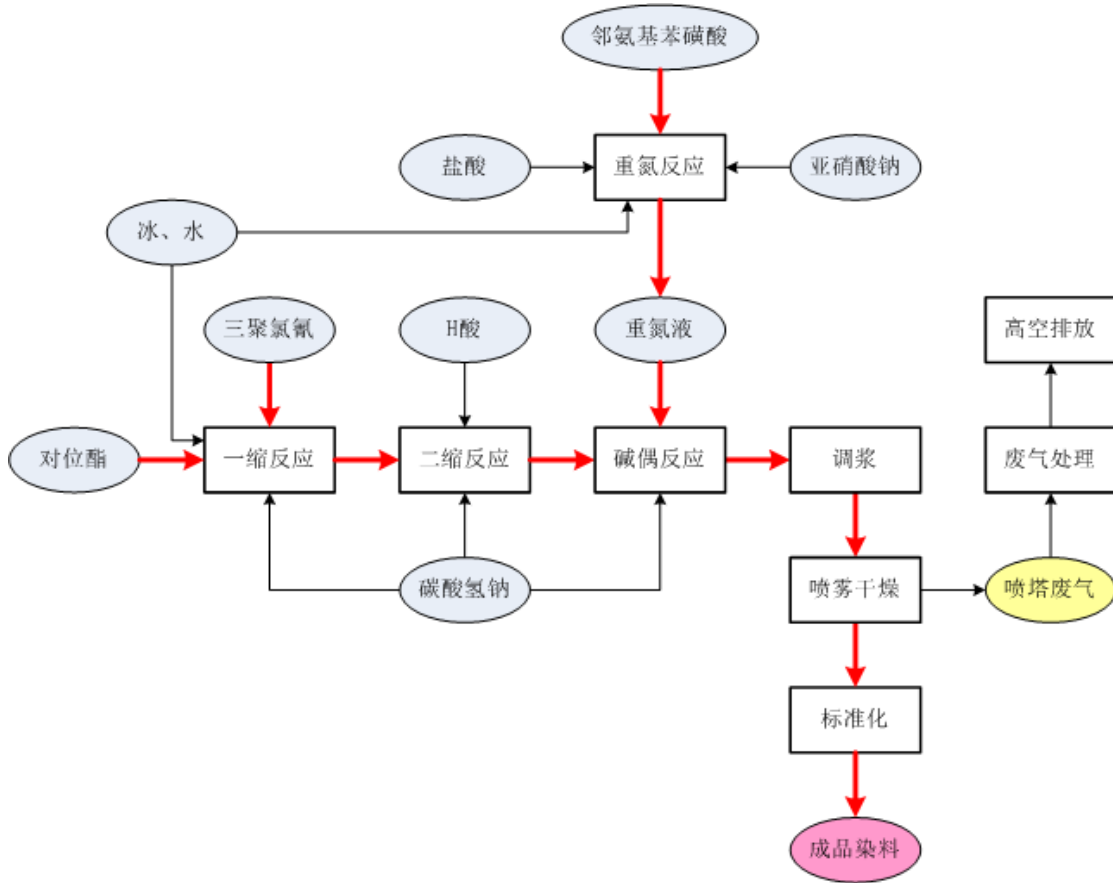 邻氨基苯磺酸
盐酸
重氮反应
亚硝酸钠
冰、水
三聚氯氰
H酸
重氮液
高空排放
对位酯
一缩反应
二缩反应
碱偶反应
调浆
废气处理
碳酸氢钠
喷雾干燥
喷塔废气
标准化
成品染料